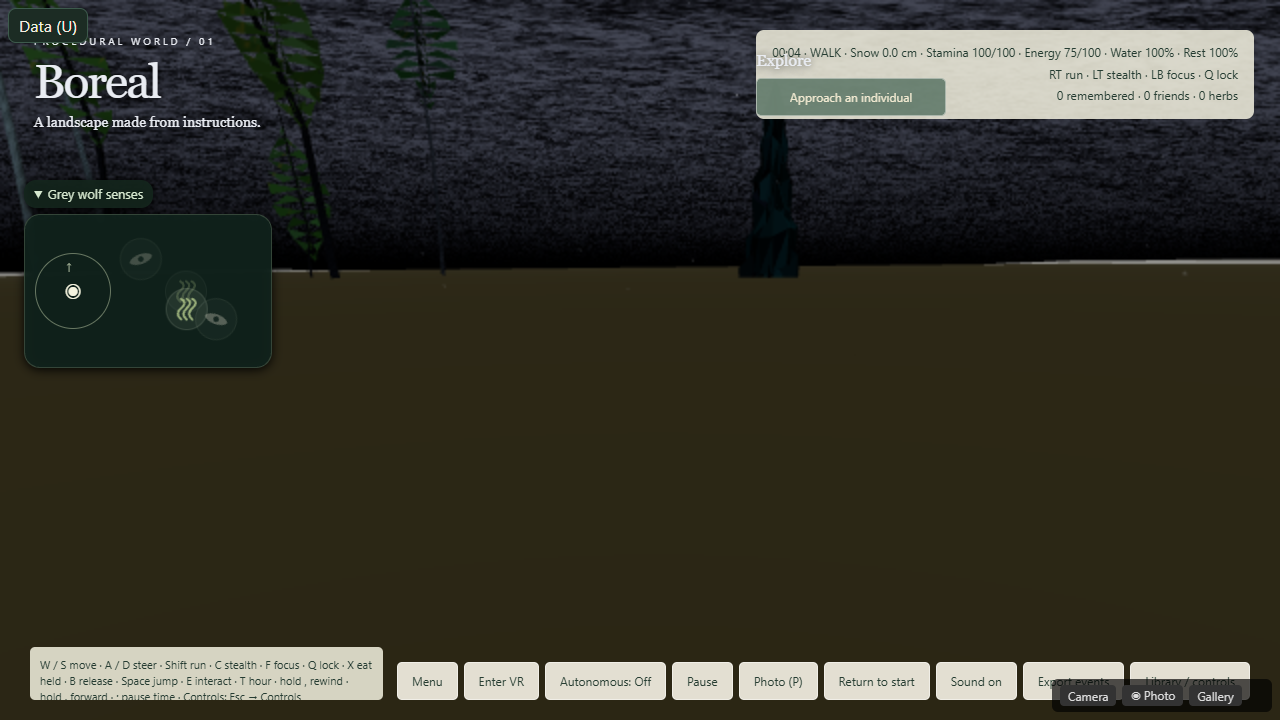 Data (U)
PROCEDURAL WORLD / 01
Boreal
A landscape made from instructions.
00:04 · WALK · Snow 0.0 cm · Stamina 100/100 · Energy 75/100 · Water 100% · Rest 100%
Explore
RT run · LT stealth · LB focus · Q lock
Approach an individual
0 remembered · 0 friends · 0 herbs
▼ Grey wolf senses
W / S move · A / D steer · Shift run · C stealth · F focus · Q lock · X eat
held · B release · Space jump · E interact · T hour · hold , rewind ·
hold . forward · ; pause time · Controls: Esc → Controls
Menu
Enter VR
Autonomous: Off
Pause
Photo (P)
Return to start
Sound on
Export events
Library / controls
Camera
◉ Photo
Gallery